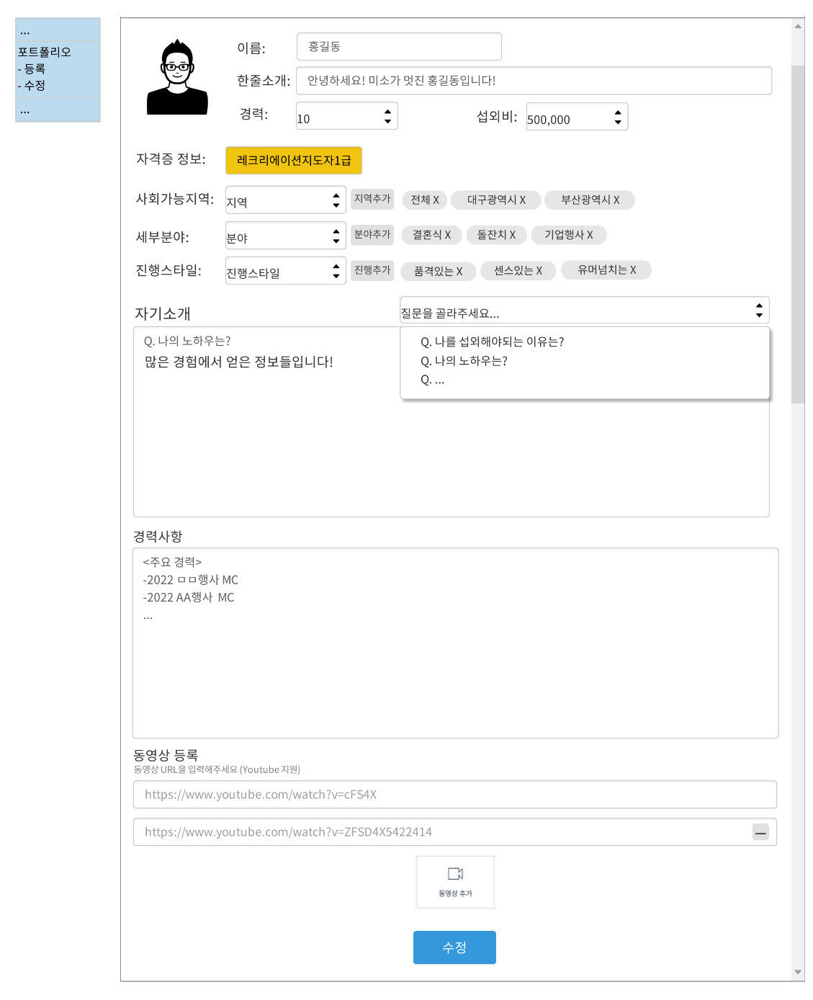 ...
포트폴리오
- 등록
- 수정
...
이름: 홍길동
한줄소개: 안녕하세요! 미소가 멋진 홍길동입니다!
경력: 10 섭외비: 500,000
자격증 정보: 레크리에이션지도자1급
사회가능지역: 지역 지역추가 전체 X 대구광역시 X 부산광역시 X
세부분야: 분야 분야추가 결혼식 X 돌잔치 X 기업행사 X
진행스타일: 진행스타일 진행추가 품격있는 X 센스있는 X 유머넘치는 X
자기소개 질문을 골라주세요...
Q. 나의 노하우는?
많은 경험에서 얻은 정보들입니다!
Q. 나를 섭외해야되는 이유는?
Q. 나의 노하우는?
Q. ...
경력사항
<주요 경력>
-2022 ㅁㅁ행사 MC
-2022 AA행사  MC
...
동영상 등록
동영상 URL을 입력해주세요 (Youtube 지원)
https://www.youtube.com/watch?v=cFS4X
https://www.youtube.com/watch?v=ZFSD4X5422414
동영상 추가
수정